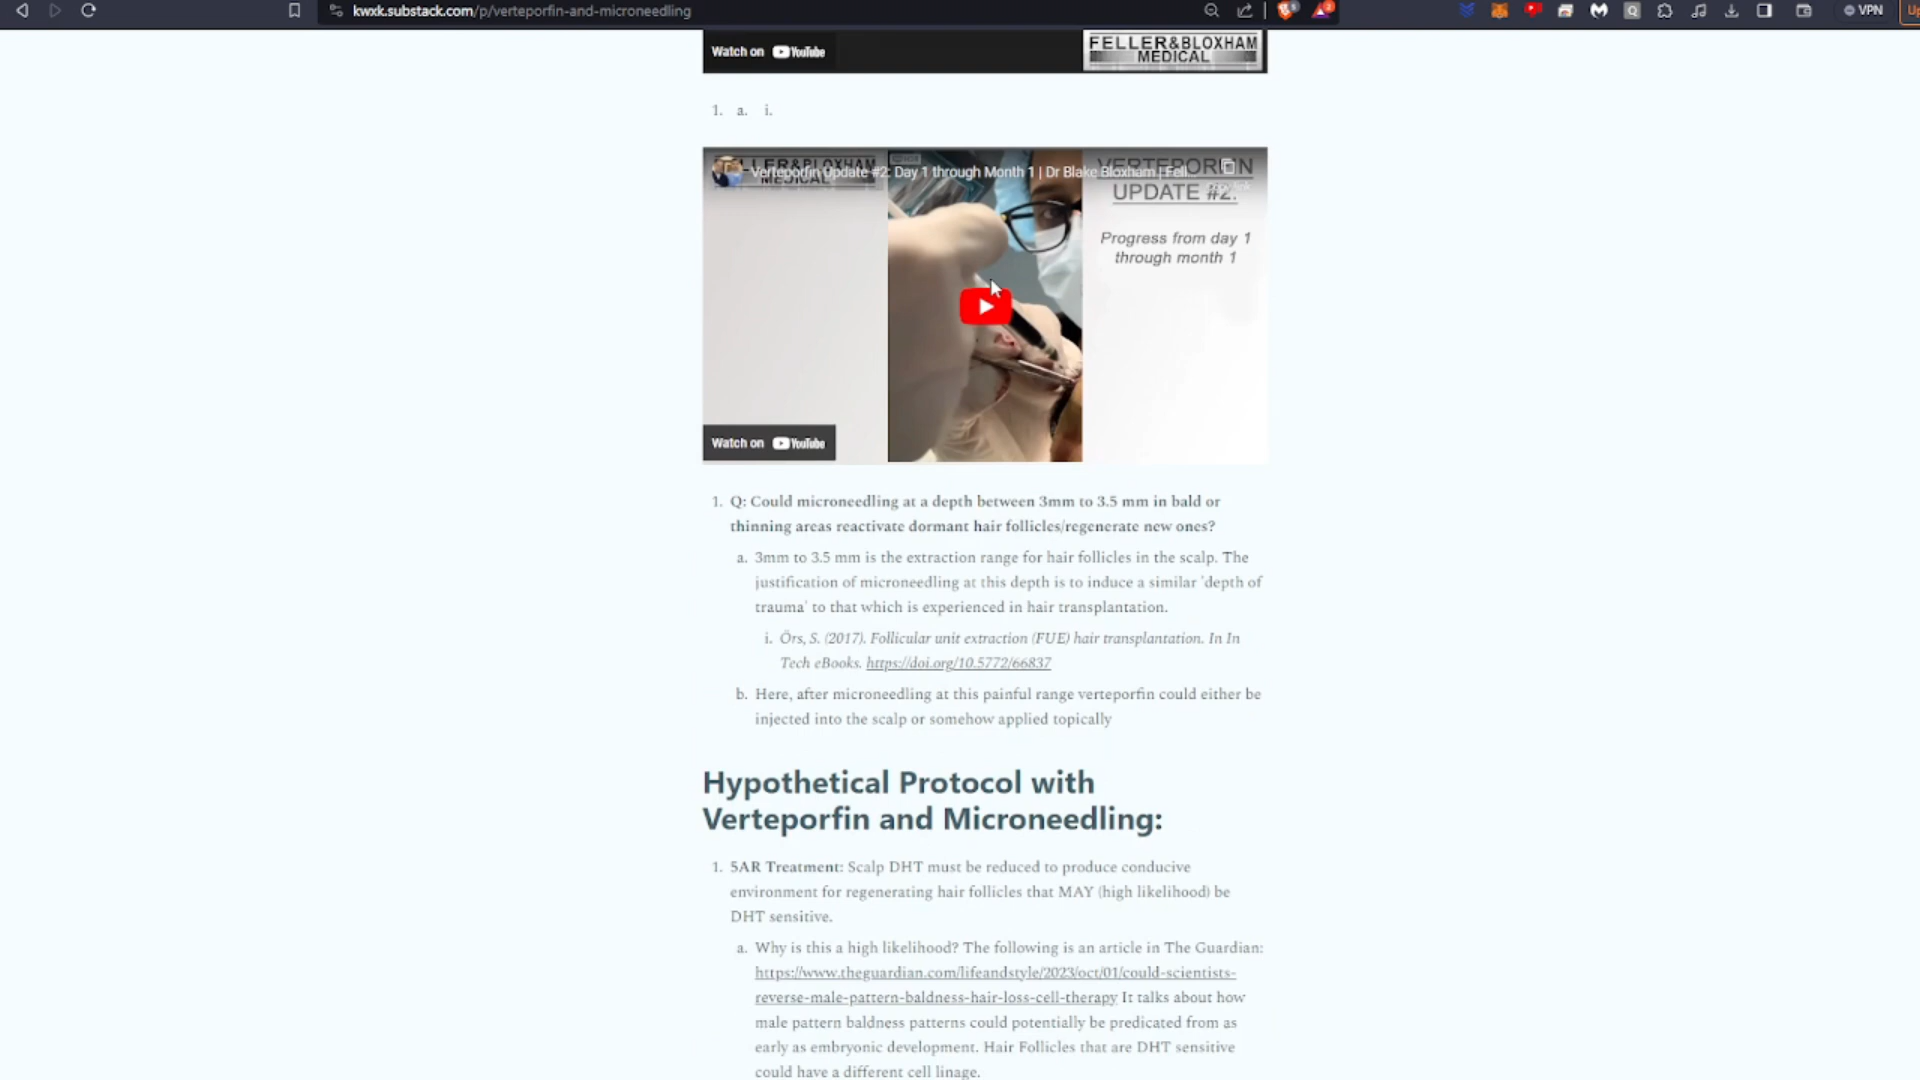 kwxk.substack.com/p/verteporfin-and-microneedling
VPN
Up
Watch on YouTube
FELLER&BLOXHAM
MEDICAL
1. a. i.
FELLER&BLOXHAM
MEDICAL
Verteporfin Update #2: Day 1 through Month 1 | Dr Blake Bloxham | Fell
VERTEPORFIN
UPDATE #2:
Progress from day 1
through month 1
Watch on YouTube
1. Q: Could microneedling at a depth between 3mm to 3.5 mm in bald or
thinning areas reactivate dormant hair follicles/regenerate new ones?
a. 3mm to 3.5 mm is the extraction range for hair follicles in the scalp. The
justification of microneedling at this depth is to induce a similar 'depth of
trauma' to that which is experienced in hair transplantation.
i. Örs, S. (2017). Follicular unit extraction (FUE) hair transplantation. In In
Tech eBooks. https://doi.org/10.5772/66837
b. Here, after microneedling at this painful range verteporfin could either be
injected into the scalp or somehow applied topically
Hypothetical Protocol with
Verteporfin and Microneedling:
1. 5AR Treatment: Scalp DHT must be reduced to produce conducive
environment for regenerating hair follicles that MAY (high likelihood) be
DHT sensitive.
a. Why is this a high likelihood? The following is an article in The Guardian:
https://www.theguardian.com/lifeandstyle/2023/oct/01/could-scientists-
reverse-male-pattern-baldness-hair-loss-cell-therapy It talks about how
male pattern baldness patterns could potentially be predicated from as
early as embryonic development. Hair Follicles that are DHT sensitive
could have a different cell linage.